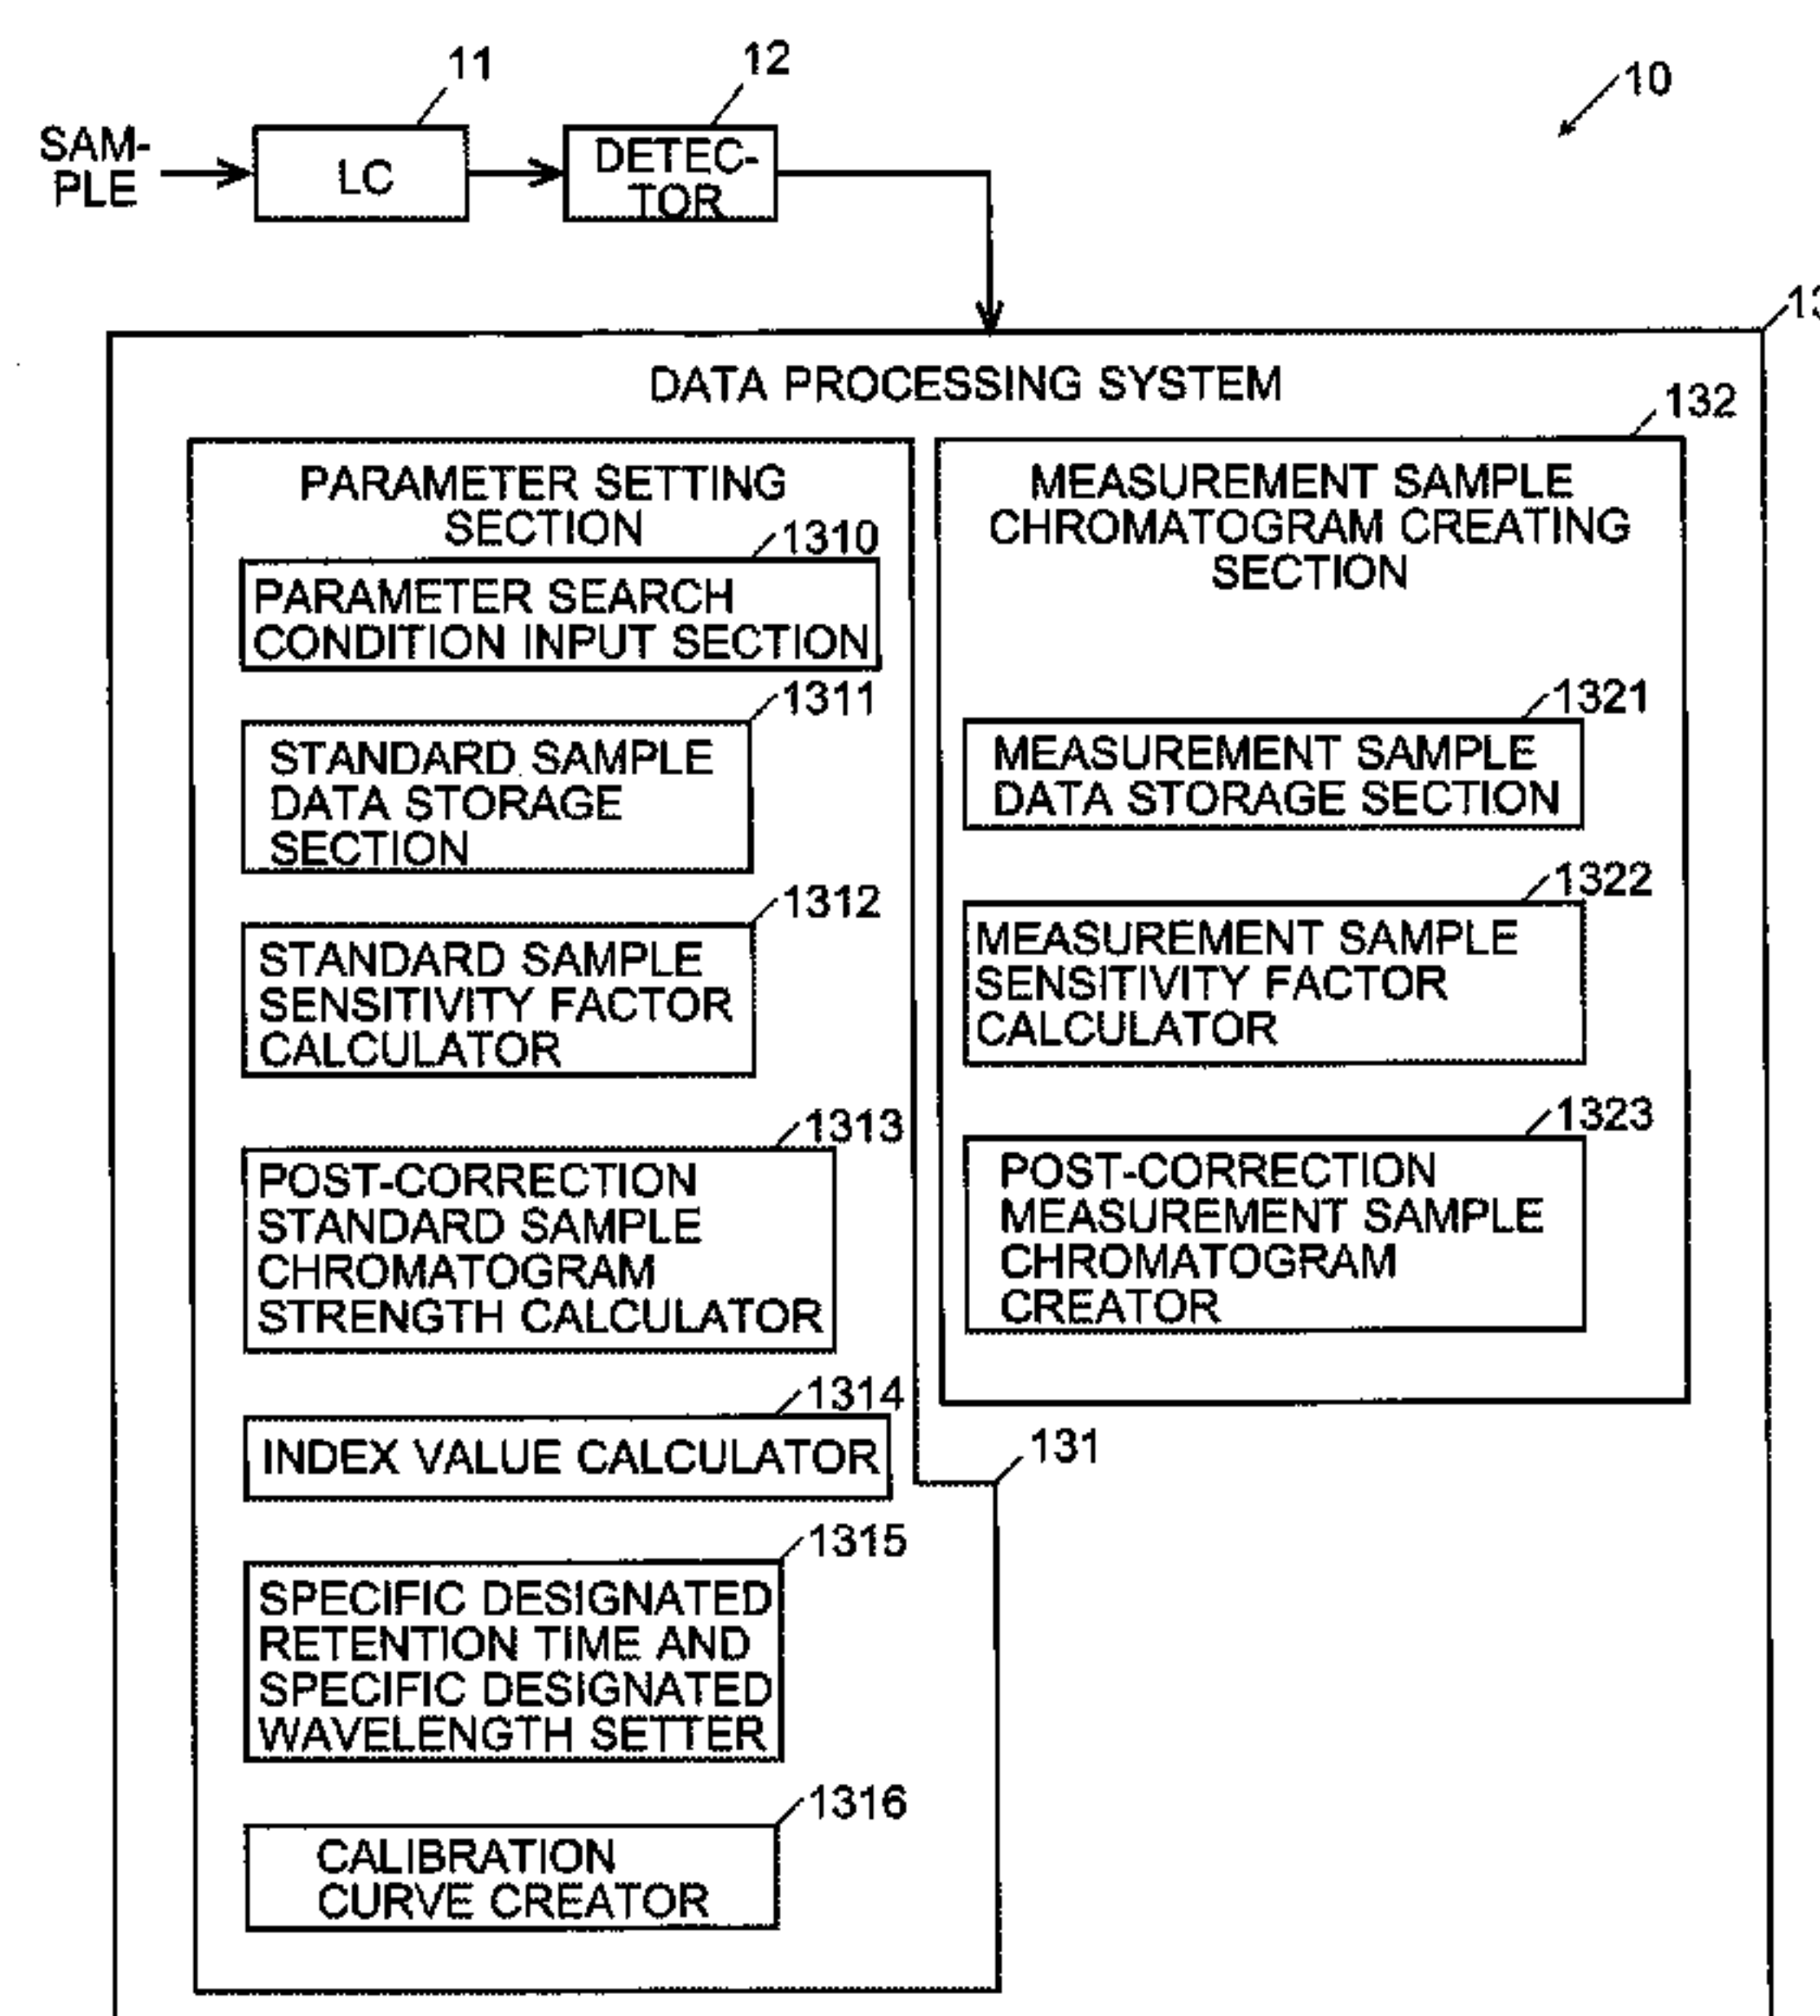 11
12
10
SAM-
PLE
LC
DETEC-
TOR
DATA PROCESSING SYSTEM
132
PARAMETER SETTING
SECTION
1310
PARAMETER SEARCH
CONDITION INPUT SECTION
1311
STANDARD SAMPLE
DATA STORAGE
SECTION
1312
STANDARD SAMPLE
SENSITIVITY FACTOR
CALCULATOR
1313
POST-CORRECTION
STANDARD SAMPLE
CHROMATOGRAM
STRENGTH CALCULATOR
1314
INDEX VALUE CALCULATOR
131
1315
SPECIFIC DESIGNATED
RETENTION TIME AND
SPECIFIC DESIGNATED
WAVELENGTH SETTER
1316
CALIBRATION
CURVE CREATOR
MEASUREMENT SAMPLE
CHROMATOGRAM CREATING
SECTION
1321
MEASUREMENT SAMPLE
DATA STORAGE SECTION
1322
MEASUREMENT SAMPLE
SENSITIVITY FACTOR
CALCULATOR
1323
POST-CORRECTION
MEASUREMENT SAMPLE
CHROMATOGRAM
CREATOR